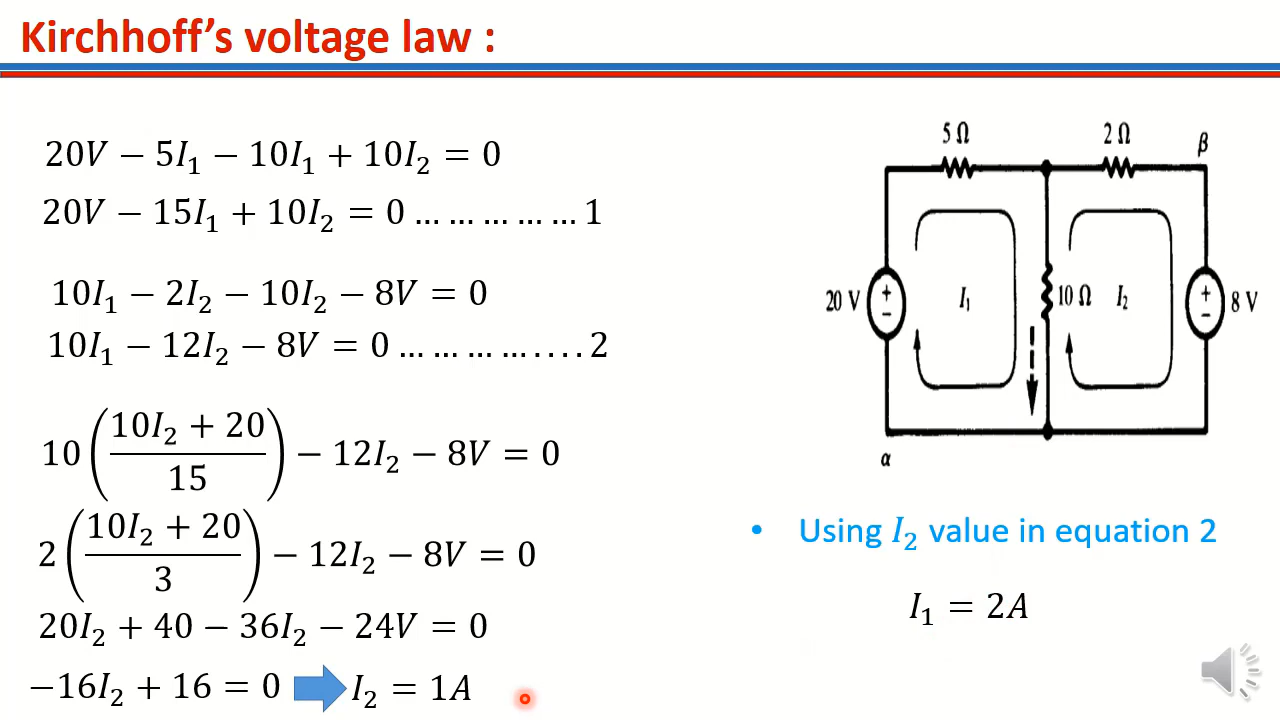 Kirchhoff's voltage law :
20V − 5I₁ − 10I₁ + 10I₂ = 0
20V − 15I₁ + 10I₂ = 0 … … … … … 1
10I₁ − 2I₂ − 10I₂ − 8V = 0
10I₁ − 12I₂ − 8V = 0 … … … … . . . . 2
10((10I₂ + 20)/15) − 12I₂ − 8V = 0
2((10I₂ + 20)/3) − 12I₂ − 8V = 0
20I₂ + 40 − 36I₂ − 24V = 0
−16I₂ + 16 = 0 I₂ = 1A
5 Ω 2 Ω β
20 V + − I₁ 10 Ω I₂ + − 8 V
α
• Using I₂ value in equation 2
I₁ = 2A